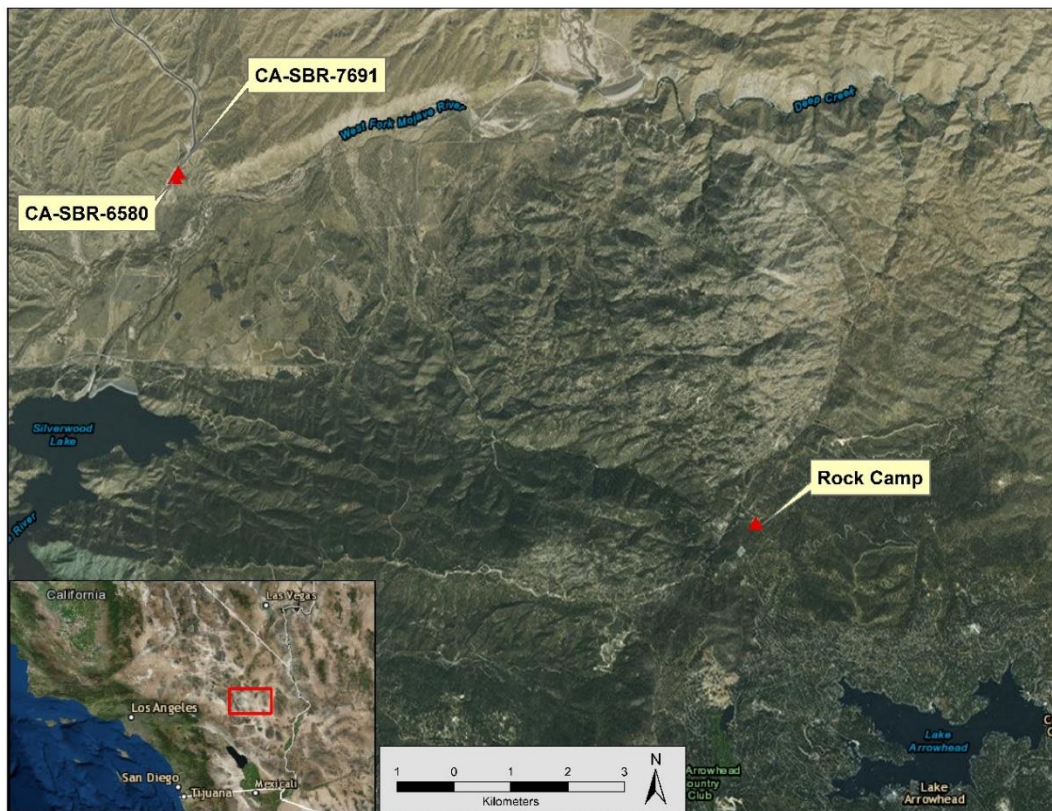 CA-SBR-7691
West Fork Mojave River
Deep Creek
CA-SBR-6580
Silverwood
Lake
River
Rock Camp
California
Las Vegas
Los Angeles
San Diego
Tijuana
Mexicali
1 0 1 2 3
Kilometers
N
Arrowhead
Country
Club
Lake
Arrowhead
Lake
Arrowhead